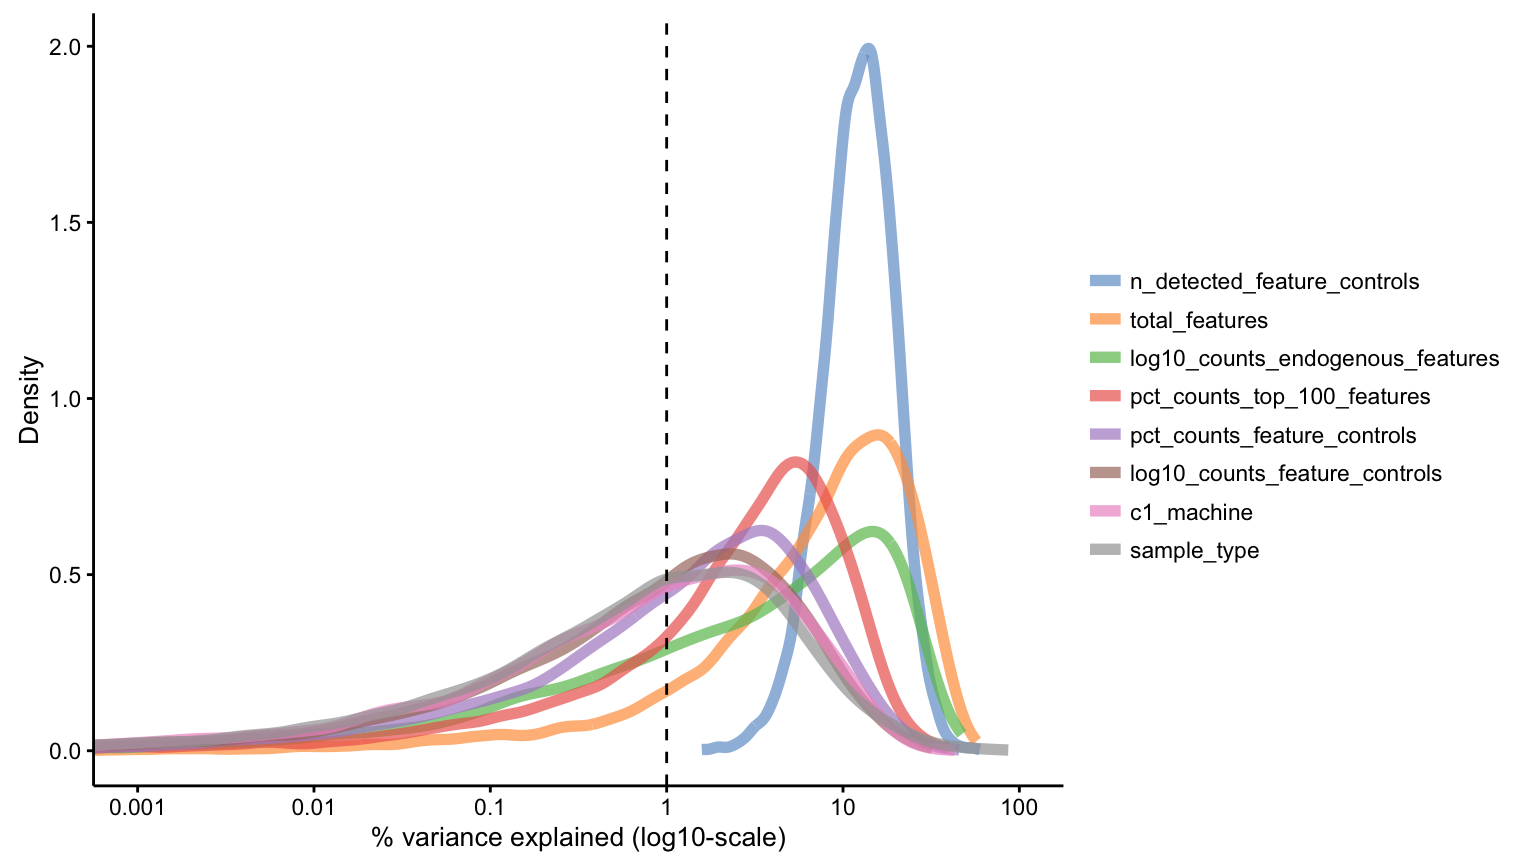 2.0
1.5
1.0
0.5
0.0
Density
0.001
0.01
0.1
1
10
100
% variance explained (log10-scale)
n_detected_feature_controls
total_features
log10_counts_endogenous_features
pct_counts_top_100_features
pct_counts_feature_controls
log10_counts_feature_controls
c1_machine
sample_type